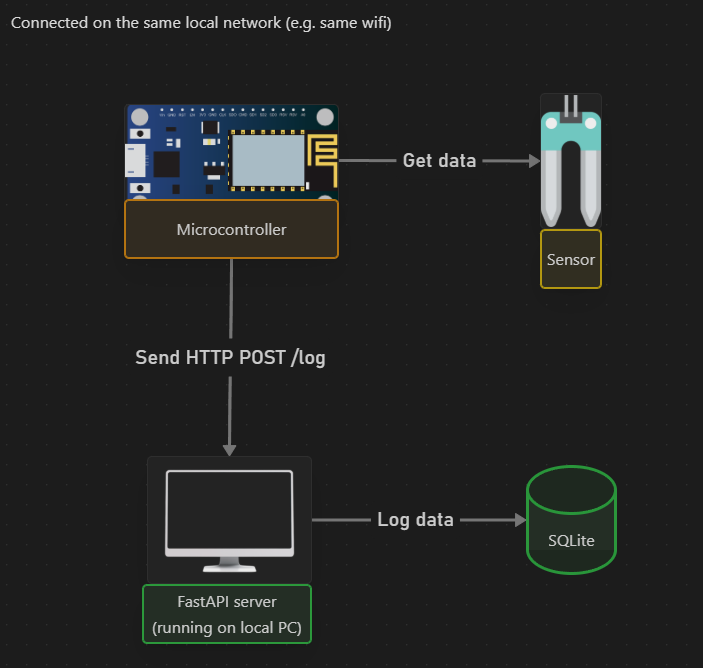 Connected on the same local network (e.g. same wifi)
Get data
Microcontroller
Sensor
Send HTTP POST /log
Log data
SQLite
FastAPI server
(running on local PC)